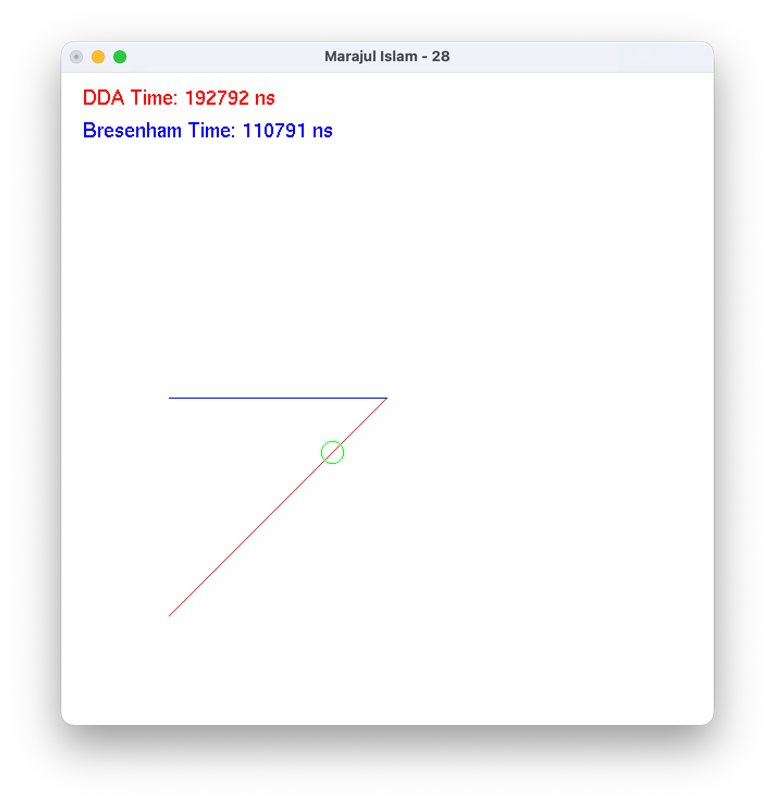 Marajul Islam - 28
DDA Time: 192792 ns
Bresenham Time: 110791 ns